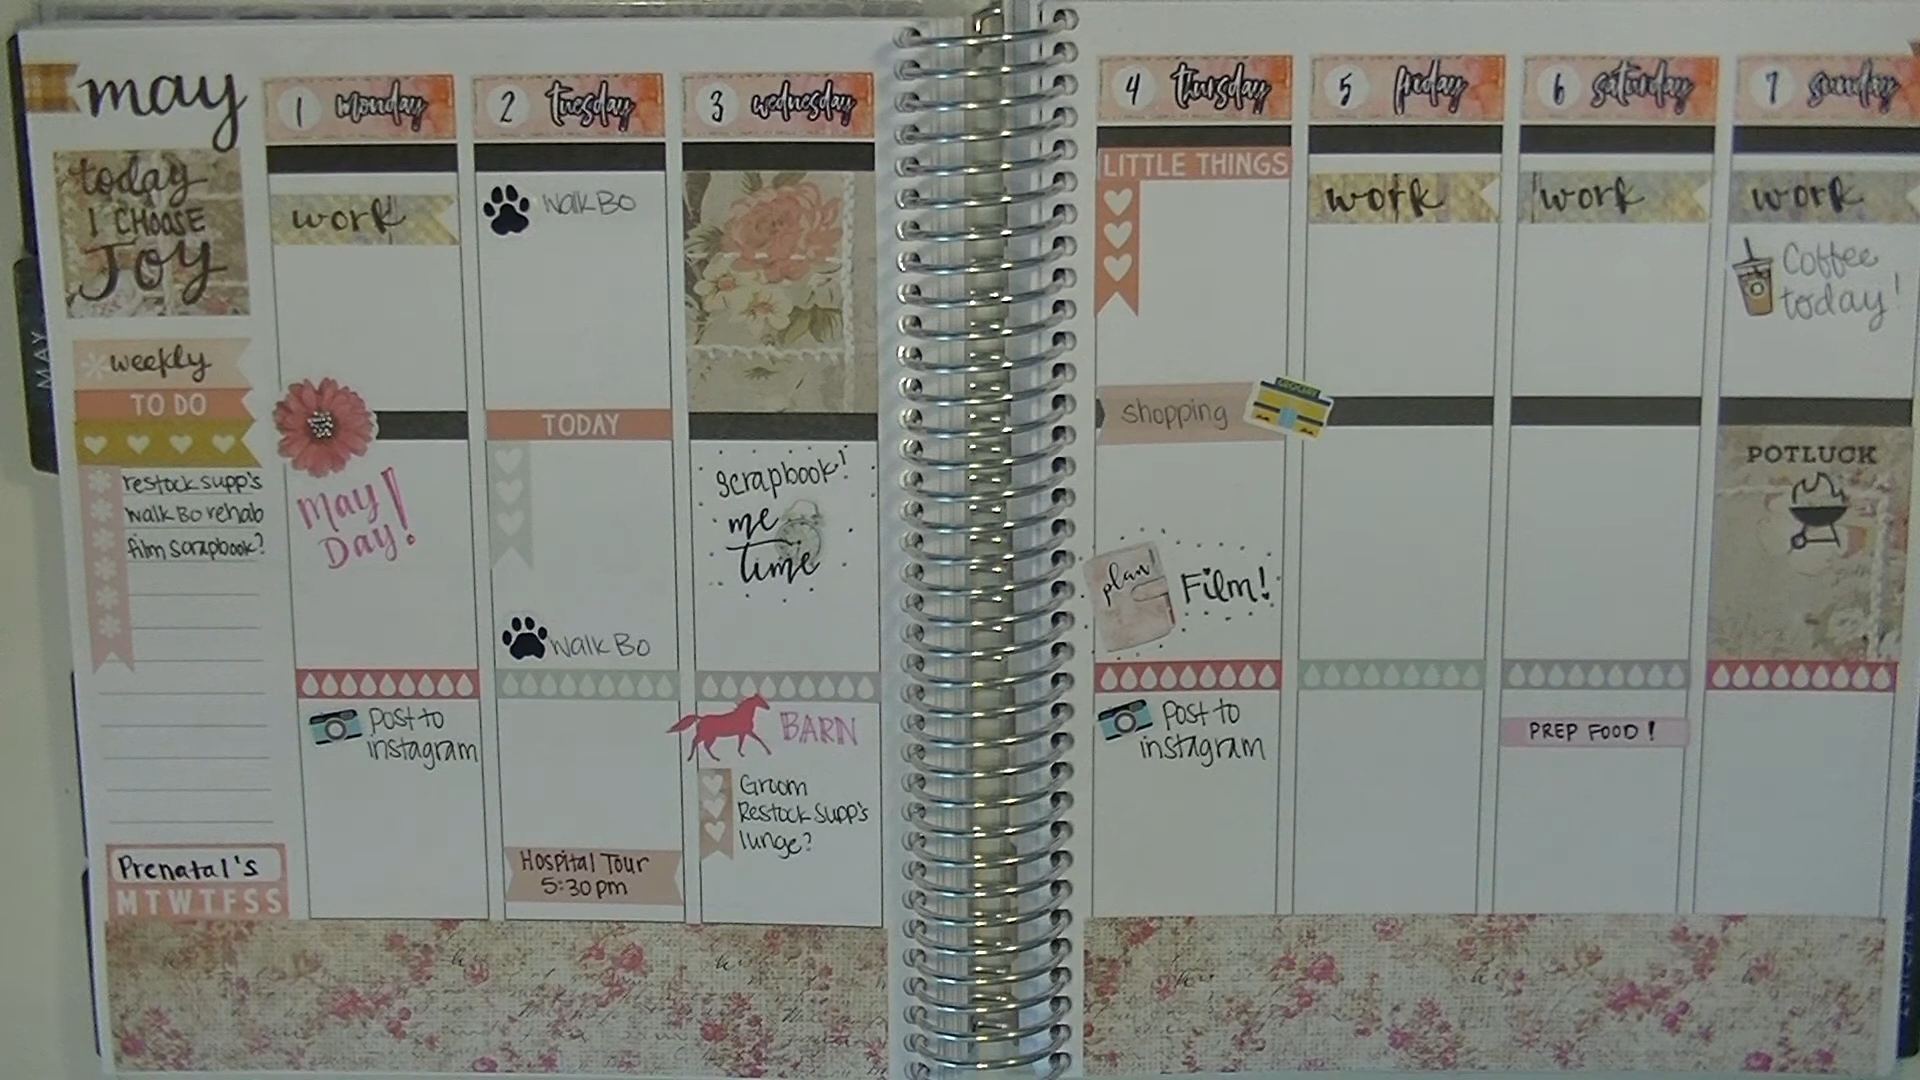 may
today
I CHOOSE
JOY
MAY
weekly
TO DO
restock supp's
walk Bo rehab
film scrapbook?
Prenatal's
M T W T F S S
1 monday
work
May
Day!
Post to
instagram
2 tuesday
Walk Bo
TODAY
Walk Bo
Hospital Tour
5:30pm
3 wednesday
Scrapbook!
me
time
BARN
Groom
Restock Supp's
lunge?
4 thursday
LITTLE THINGS
shopping
plan
Film!
Post to
instagram
5 friday
work
6 saturday
work
PREP FOOD!
7 sunday
work
Coffee
today!
POTLUCK